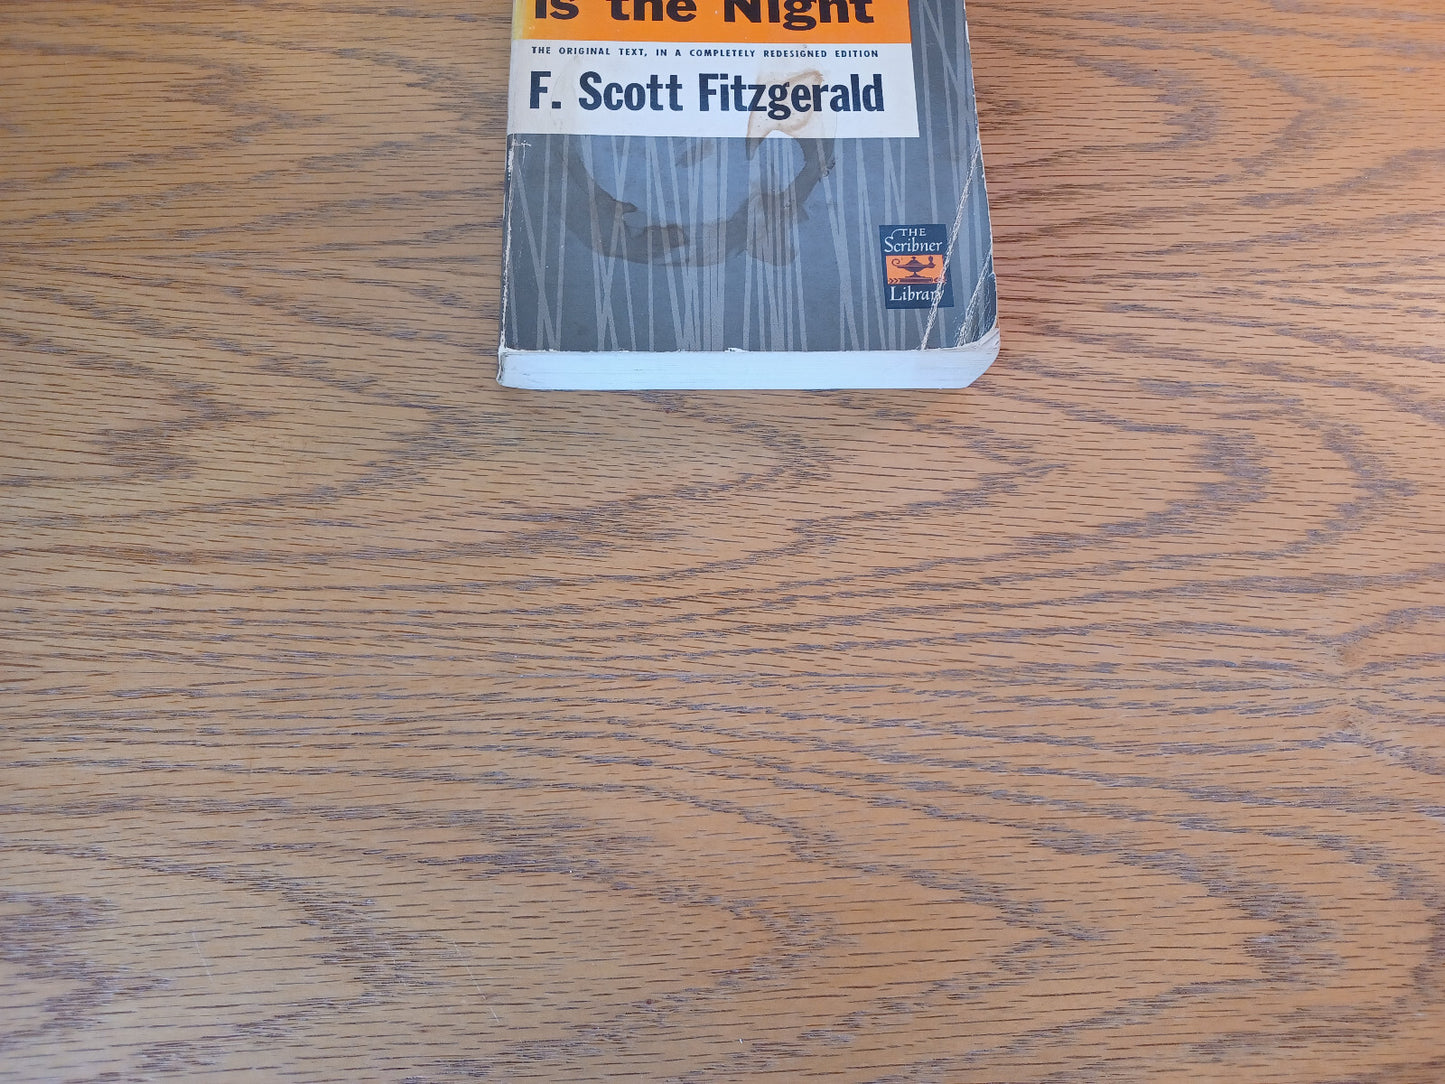 is the Night
THE ORIGINAL TEXT, IN A COMPLETELY REDESIGNED EDITION
F. Scott Fitzgerald
THE
Scribner
Library